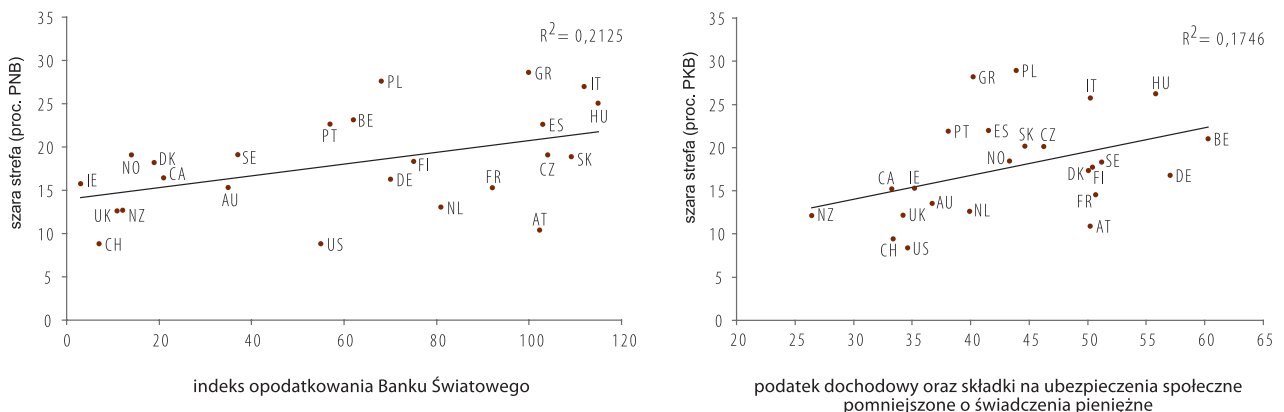 35
30
25
20
15
10
5
0
szara strefa (proc. PNB)
R2 = 0,2125
GR
IT
PL
HU
BE
PT
ES
NO
DK
SE
CZ
SK
CA
FI
IE
DE
AU
FR
UK
NZ
NL
AT
CH
US
0 20 40 60 80 100 120
indeks opodatkowania Banku Światowego
35
30
25
20
15
10
5
0
szara strefa (proc. PKB)
R2 = 0,1746
GR
PL
IT
HU
PT
ES
SK
CZ
BE
NO
SE
DK
FI
DE
CA
IE
FR
AU
NZ
UK
NL
AT
CH
US
20 25 30 35 40 45 50 55 60 65
podatek dochodowy oraz składki na ubezpieczenia społeczne
pomniejszone o świadczenia pieniężne